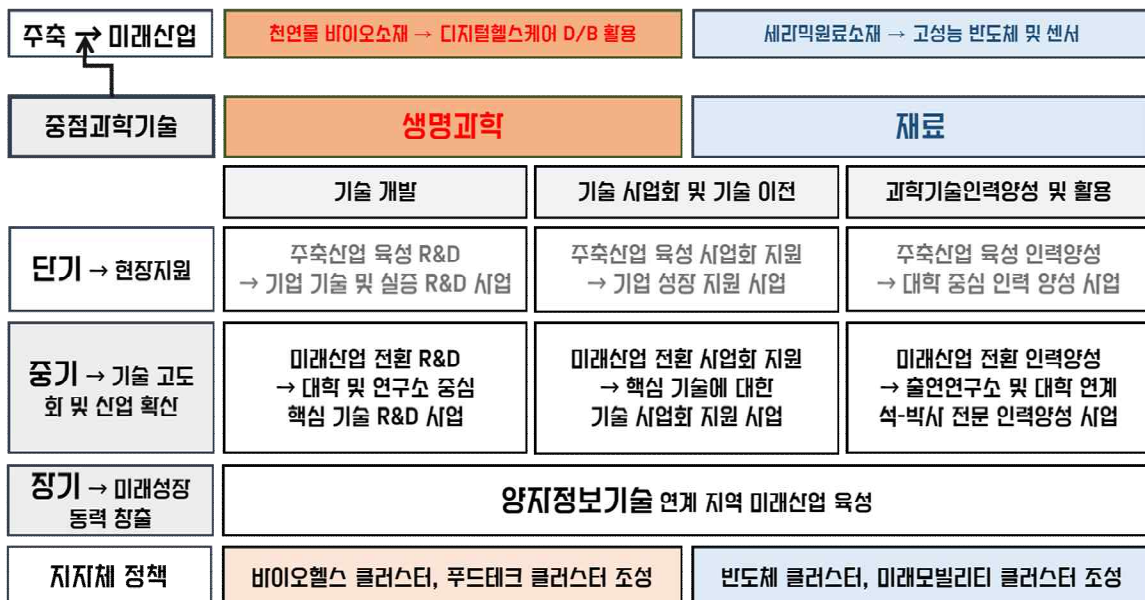 주축 → 미래산업
천연물 바이오소재 → 디지털헬스케어 D/B 활용
세라믹원료소재 → 고성능 반도체 및 센서
중점과학기술
생명과학
재료
기술 개발
기술 사업화 및 기술 이전
과학기술인력양성 및 활용
단기 → 현장지원
주축산업 육성 R&D
→ 기업 기술 및 실증 R&D 사업
주축산업 육성 사업화 지원
→ 기업 성장 지원 사업
주축산업 육성 인력양성
→ 대학 중심 인력 양성 사업
중기 → 기술 고도
화 및 산업 확산
미래산업 전환 R&D
→ 대학 및 연구소 중심
핵심 기술 R&D 사업
미래산업 전환 사업화 지원
→ 핵심 기술에 대한
기술 사업화 지원 사업
미래산업 전환 인력양성
→ 출연연구소 및 대학 연계
석-박사 전문 인력양성 사업
장기 → 미래성장
동력 창출
양자정보기술 연계 지역 미래산업 육성
지자체 정책
바이오헬스 클러스터, 푸드테크 클러스터 조성
반도체 클러스터, 미래모빌리티 클러스터 조성